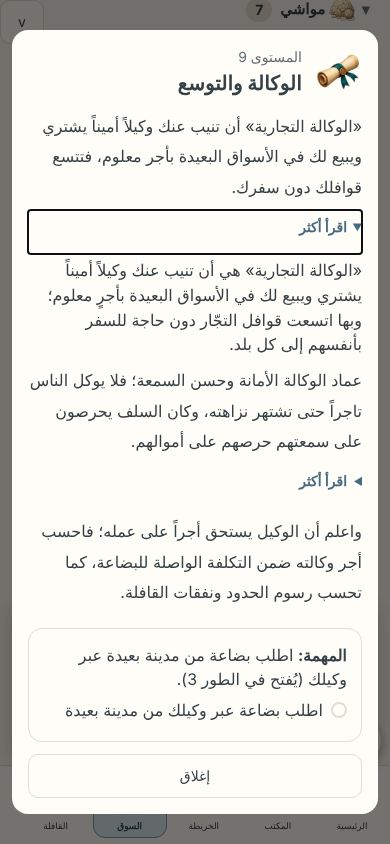 مواشي 7
v
المستوى 9
الوكالة والتوسع
«الوكالة التجارية» أن تنيب عنك وكيلاً أميناً يشتري
ويبيع لك في الأسواق البعيدة بأجر معلوم، فتتسع
قوافلك دون سفرك.
اقرأ أكثر
«الوكالة التجارية» هي أن تنيب عنك وكيلاً أميناً
يشتري ويبيع لك في الأسواق البعيدة بأجرٍ معلوم؛
وبها اتسعت قوافل التجّار دون حاجة للسفر
بأنفسهم إلى كل بلد.
عماد الوكالة الأمانة وحسن السمعة؛ فلا يوكل الناس
تاجراً حتى تشتهر نزاهته، وكان السلف يحرصون
على سمعتهم حرصهم على أموالهم.
اقرأ أكثر
واعلم أن الوكيل يستحق أجراً على عمله؛ فاحسب
أجر وكالته ضمن التكلفة الواصلة للبضاعة، كما
تحسب رسوم الحدود ونفقات القافلة.
المهمة: اطلب بضاعة من مدينة بعيدة عبر
وكيلك (يُفتح في الطور 3).
اطلب بضاعة عبر وكيلك من مدينة بعيدة
إغلاق
الرئيسية المكتب الخريطة السوق القافلة